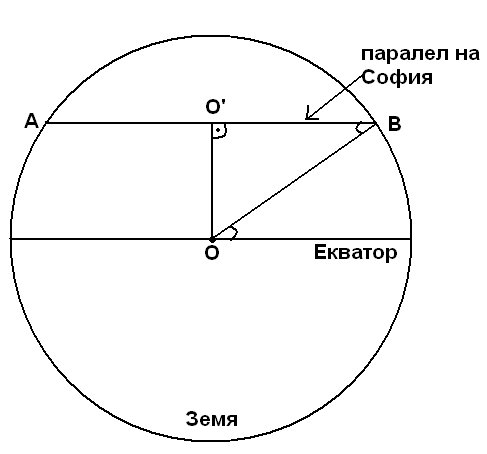 паралел на
София
A
O'
B
O
Екватор
Земя